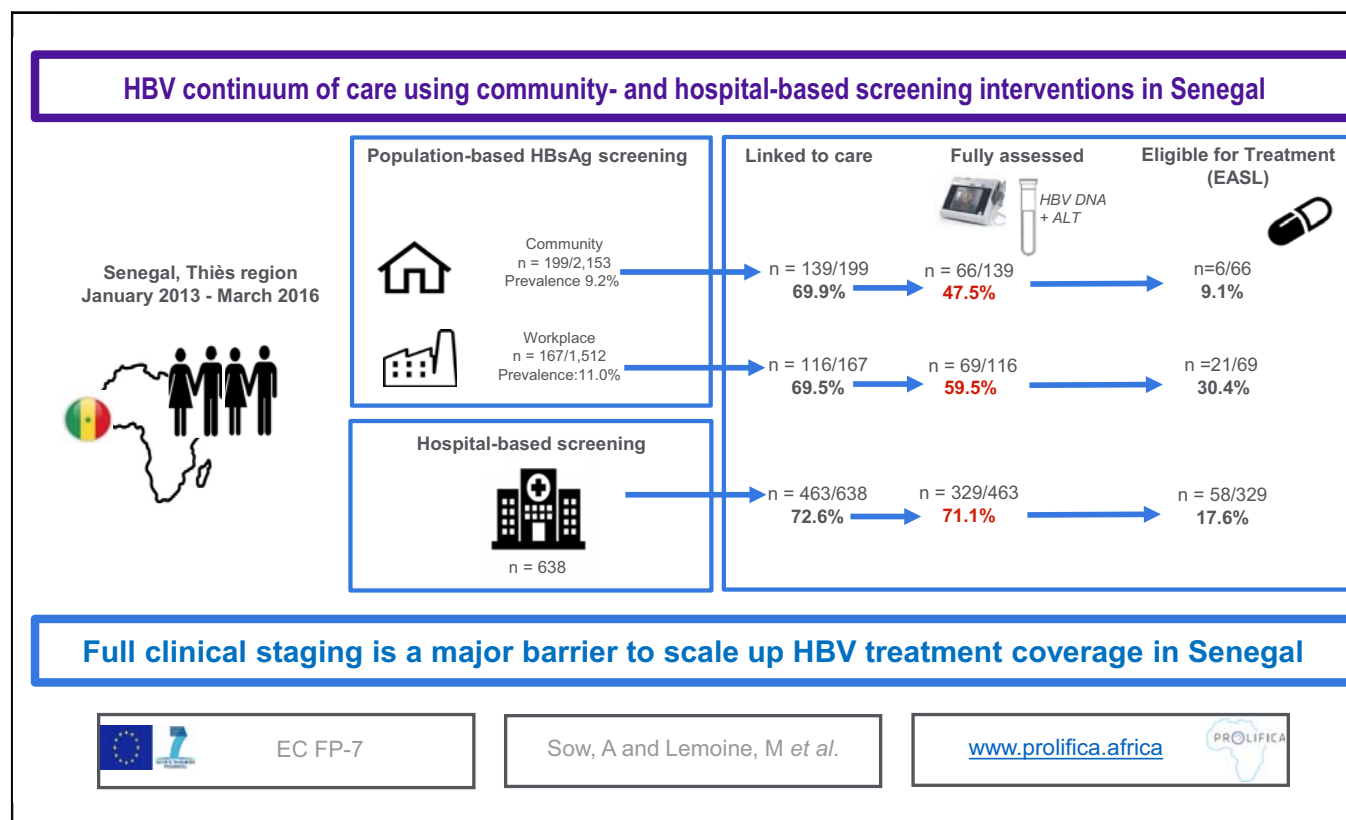 HBV continuum of care using community- and hospital-based screening interventions in Senegal
Senegal, Thiès region
January 2013 - March 2016
Population-based HBsAg screening
Community
n = 199/2,153
Prevalence 9.2%
Workplace
n = 167/1,512
Prevalence:11.0%
Hospital-based screening
n = 638
Linked to care
Fully assessed
Eligible for Treatment
(EASL)
HBV DNA
+ ALT
n = 139/199
69.9%
n = 66/139
47.5%
n=6/66
9.1%
n = 116/167
69.5%
n = 69/116
59.5%
n =21/69
30.4%
n = 463/638
72.6%
n = 329/463
71.1%
n = 58/329
17.6%
Full clinical staging is a major barrier to scale up HBV treatment coverage in Senegal
EC FP-7
Sow, A and Lemoine, M et al.
www.prolifica.africa
PROLIFICA